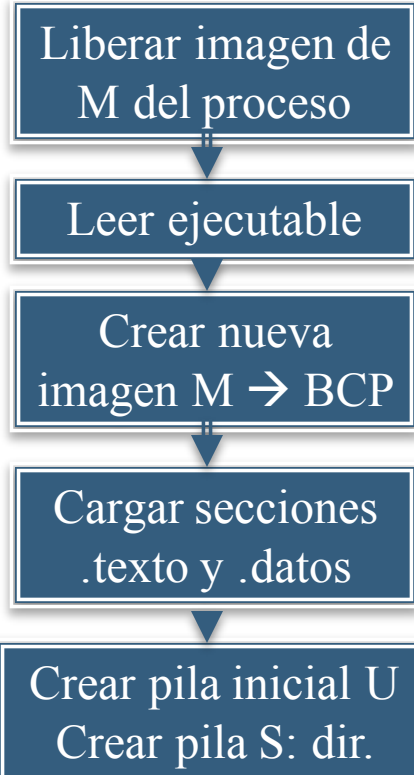 Liberar imagen de
M del proceso
Leer ejecutable
Crear nueva
imagen M → BCP
Cargar secciones
.texto y .datos
Crear pila inicial U
Crear pila S: dir.